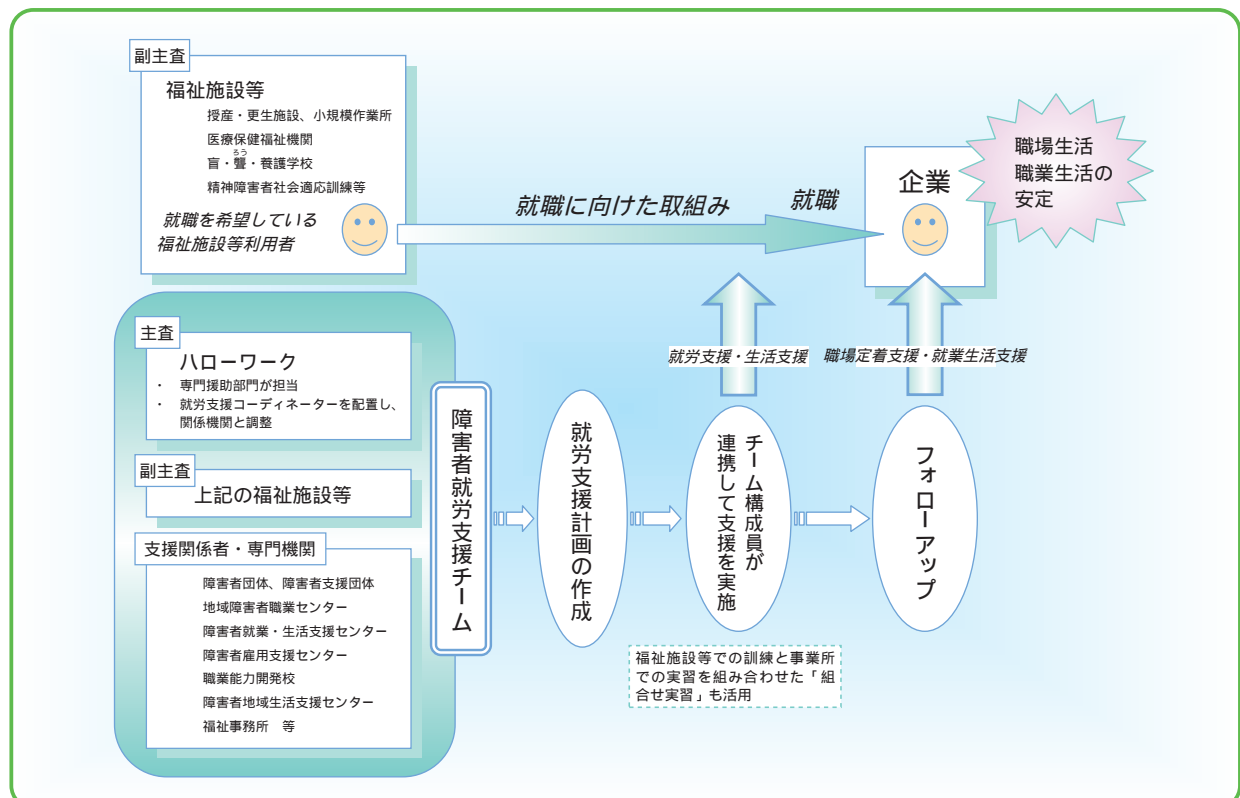 副主査
福祉施設等
授産・更生施設、小規模作業所
医療保健福祉機関
ろう
盲・聾・養護学校
精神障害者社会適応訓練等
就職を希望している
福祉施設等利用者
就職に向けた取組み
就職
企業
職場生活
職業生活の
安定
主査
ハローワーク
・ 専門援助部門が担当
・ 就労支援コーディネーターを配置し、
関係機関と調整
副主査
上記の福祉施設等
支援関係者・専門機関
障害者団体、障害者支援団体
地域障害者職業センター
障害者就業・生活支援センター
障害者雇用支援センター
職業能力開発校
障害者地域生活支援センター
福祉事務所 等
障害者就労支援チーム
就労支援計画の作成
チーム構成員が
連携して支援を実施
フォローアップ
就労支援・生活支援
職場定着支援・就業生活支援
福祉施設等での訓練と事業所
での実習を組み合わせた「組
合せ実習」も活用